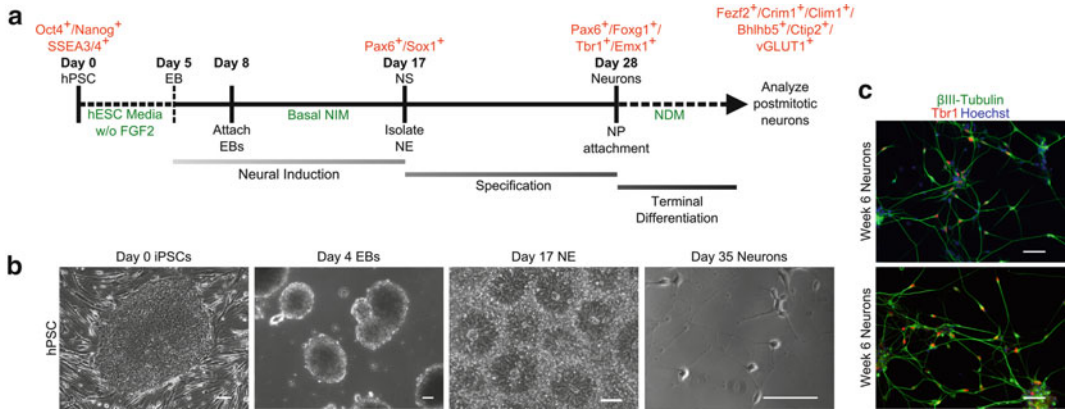 a
Oct4+/Nanog+
SSEA3/4+
Day 0
hPSC
Day 5
EB
Day 8
Pax6+/Sox1+
Day 17
NS
Pax6+/Foxg1+/
Tbr1+/Emx1+
Day 28
Neurons
Fezf2+/Crim1+/Clim1+/
Bhlhb5+/Ctip2+/
vGLUT1+
Analyze
postmitotic
neurons
hESC Media
w/o FGF2
Basal NIM
NDM
Attach
EBs
Isolate
NE
NP
attachment
Neural Induction
Specification
Terminal
Differentiation
b
Day 0 iPSCs
Day 4 EBs
Day 17 NE
Day 35 Neurons
hPSC
c
βIII-Tubulin
Tbr1 Hoechst
Week 6 Neurons
Week 6 Neurons